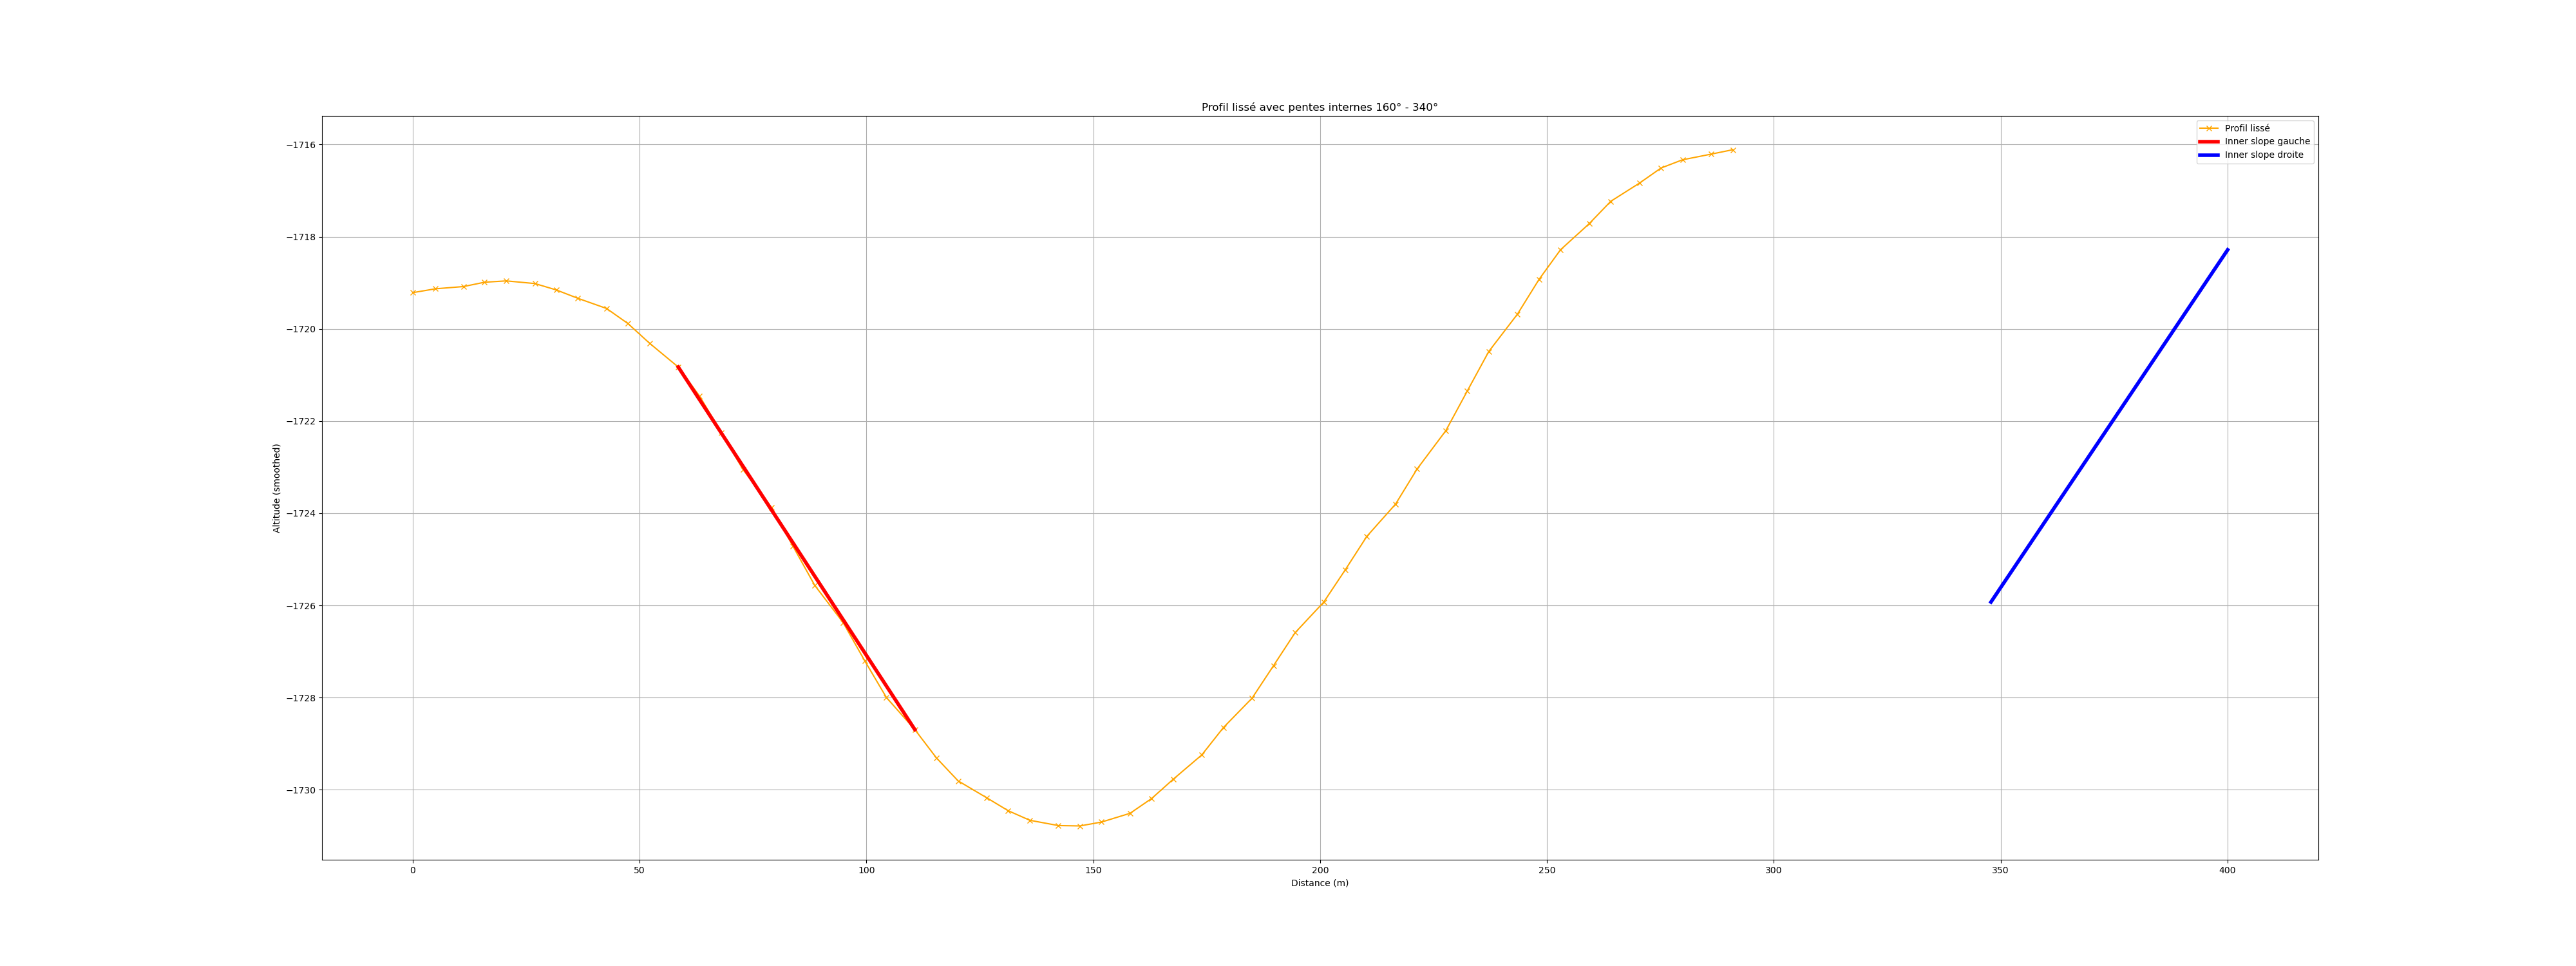 Profil lissé avec pentes internes 160° - 340°
Profil lissé
Inner slope gauche
Inner slope droite
−1716
−1718
−1720
−1722
−1724
−1726
−1728
−1730
Altitude (smoothed)
0 50 100 150 200 250 300 350 400
Distance (m)